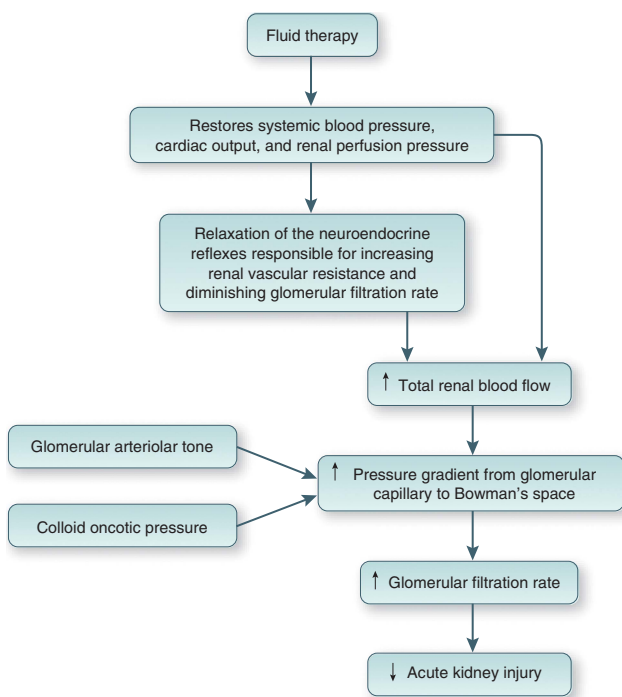 Fluid therapy
Restores systemic blood pressure,
cardiac output, and renal perfusion pressure
Relaxation of the neuroendocrine
reflexes responsible for increasing
renal vascular resistance and
diminishing glomerular filtration rate
↑ Total renal blood flow
Glomerular arteriolar tone
↑ Pressure gradient from glomerular
capillary to Bowman’s space
Colloid oncotic pressure
↑ Glomerular filtration rate
↓ Acute kidney injury